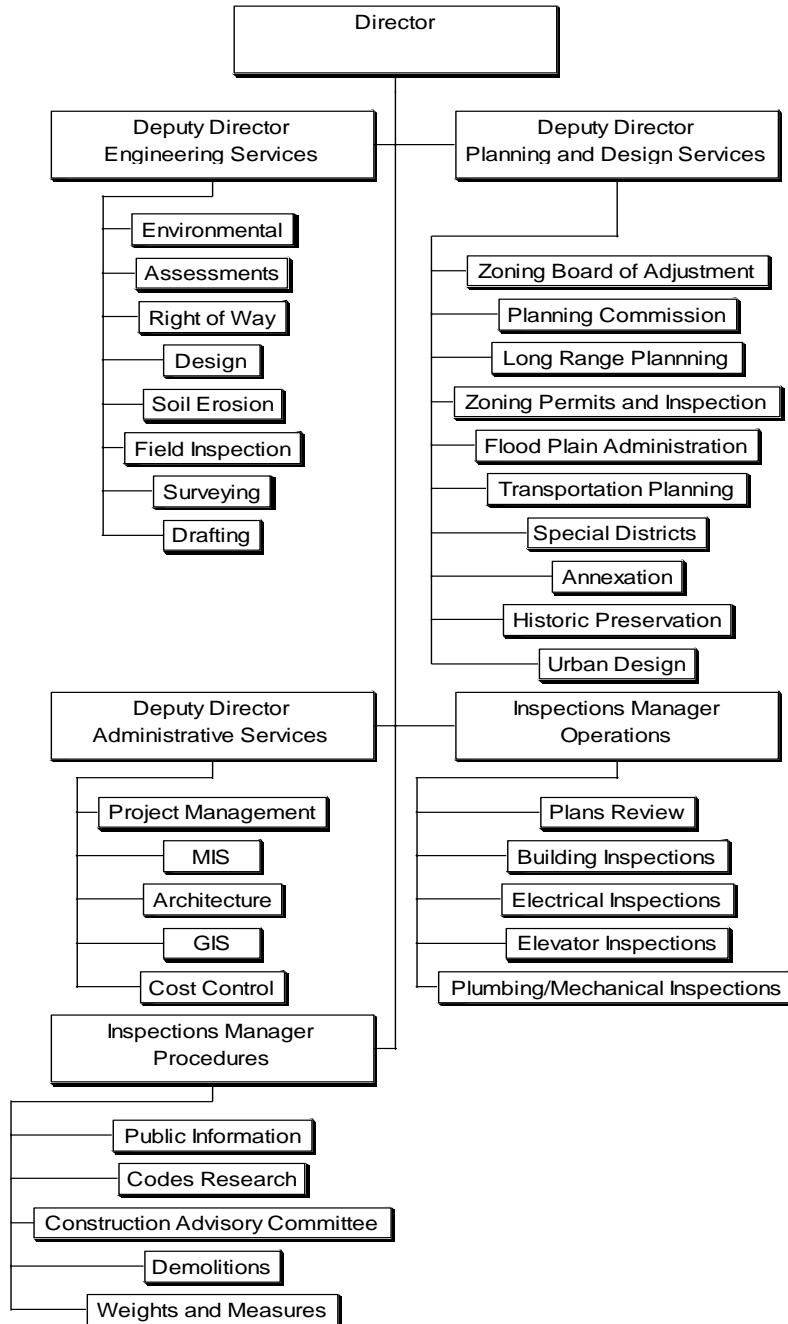 Director
Deputy Director
Engineering Services
Environmental
Assessments
Right of Way
Design
Soil Erosion
Field Inspection
Surveying
Drafting
Deputy Director
Planning and Design Services
Zoning Board of Adjustment
Planning Commission
Long Range Plannning
Zoning Permits and Inspection
Flood Plain Administration
Transportation Planning
Special Districts
Annexation
Historic Preservation
Urban Design
Deputy Director
Administrative Services
Project Management
MIS
Architecture
GIS
Cost Control
Inspections Manager
Operations
Plans Review
Building Inspections
Electrical Inspections
Elevator Inspections
Plumbing/Mechanical Inspections
Inspections Manager
Procedures
Public Information
Codes Research
Construction Advisory Committee
Demolitions
Weights and Measures